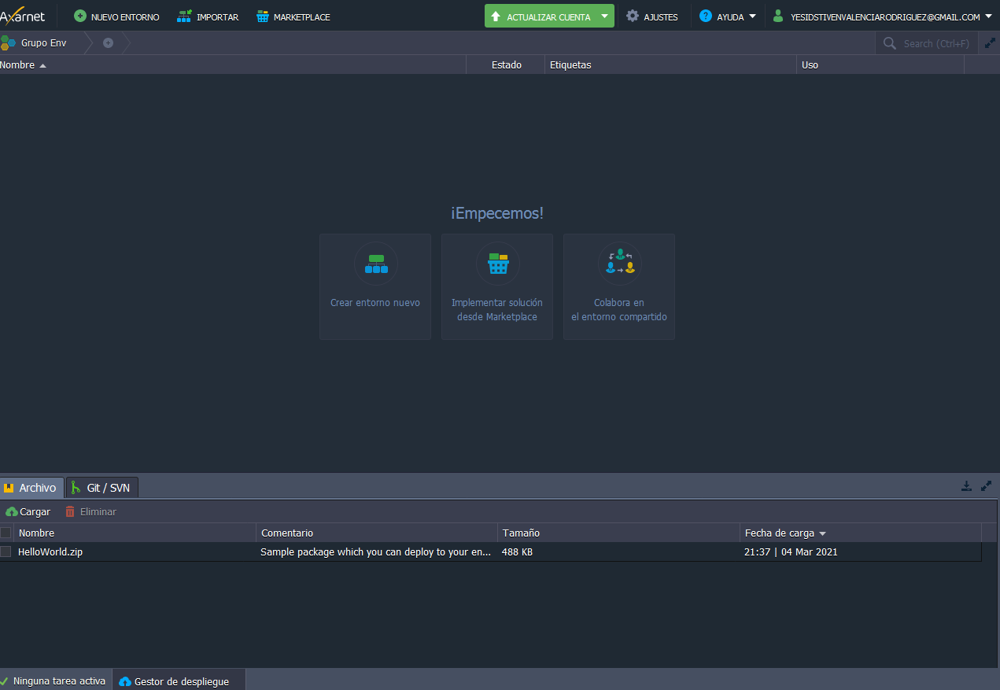 Axarnet
NUEVO ENTORNO
IMPORTAR
MARKETPLACE
ACTUALIZAR CUENTA
AJUSTES
? AYUDA
YESIDSTIVENVALENCIARODRIGUEZ@GMAIL.COM
Grupo Env
Search (Ctrl+F)
Nombre
Estado
Etiquetas
Uso
¡Empecemos!
Crear entorno nuevo
Implementar solución
desde Marketplace
Colabora en
el entorno compartido
Archivo
Git / SVN
Cargar
Eliminar
Nombre
Comentario
Tamaño
Fecha de carga
HelloWorld.zip
Sample package which you can deploy to your en...
488 KB
21:37 | 04 Mar 2021
Ninguna tarea activa
Gestor de despliegue